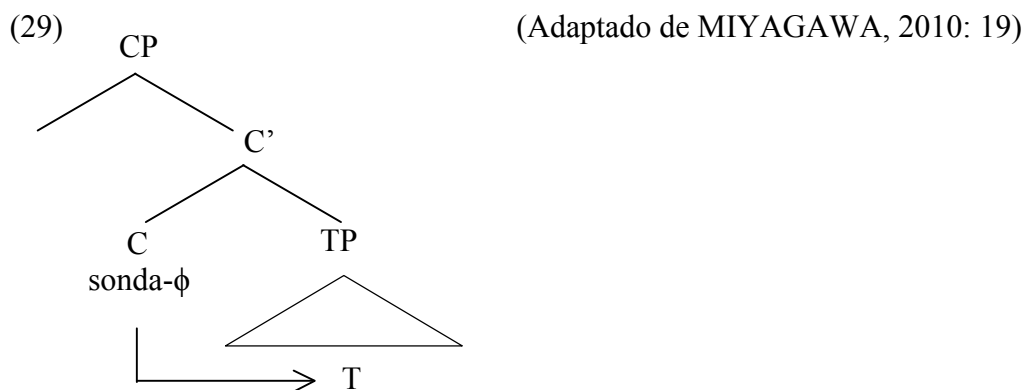 (29) (Adaptado de MIYAGAWA, 2010: 19)
CP
C’
C TP
sonda-ϕ
T